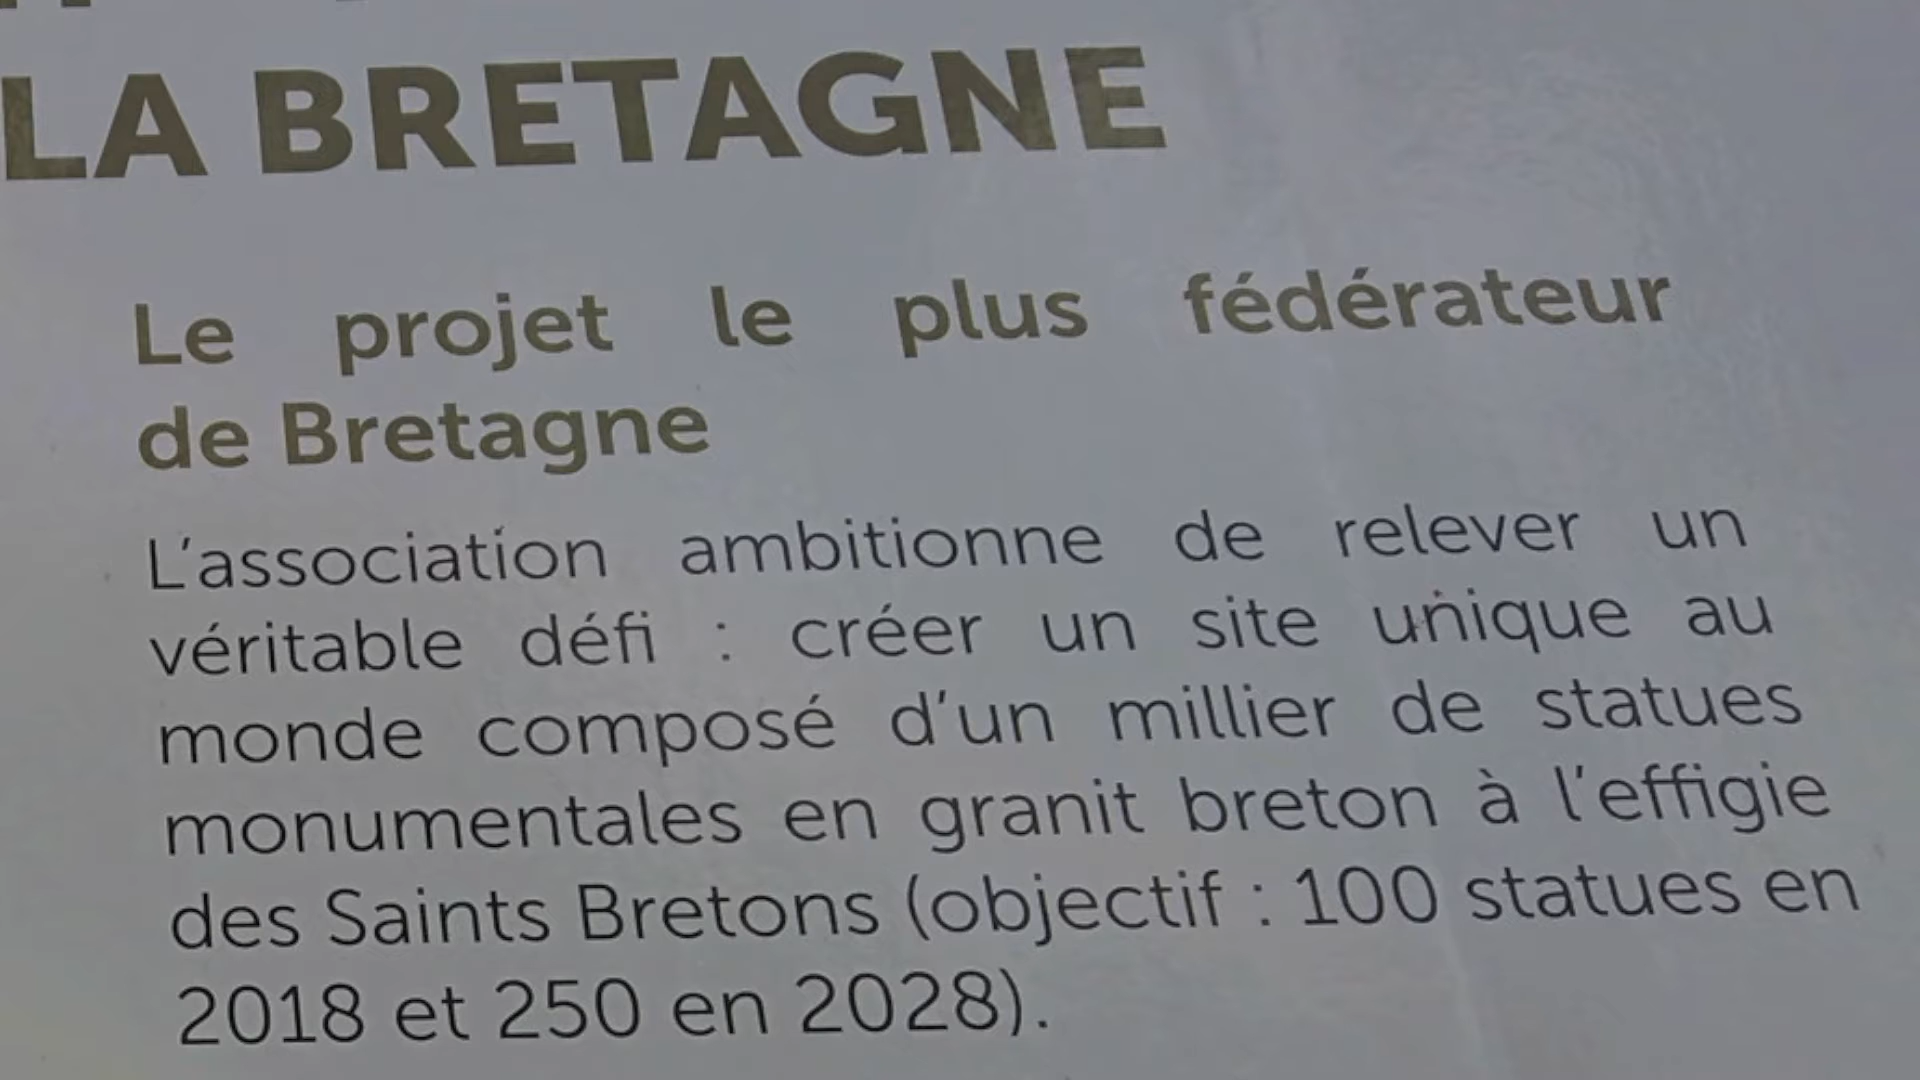 LA BRETAGNE
Le projet le plus fédérateur
de Bretagne
L'association ambitionne de relever un
véritable défi : créer un site unique au
monde composé d'un millier de statues
monumentales en granit breton à l'effigie
des Saints Bretons (objectif : 100 statues en
2018 et 250 en 2028).